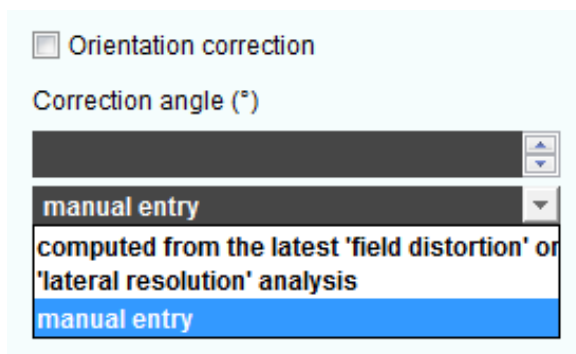 Orientation correction
Correction angle (°)
manual entry
computed from the latest 'field distortion' or
'lateral resolution' analysis
manual entry